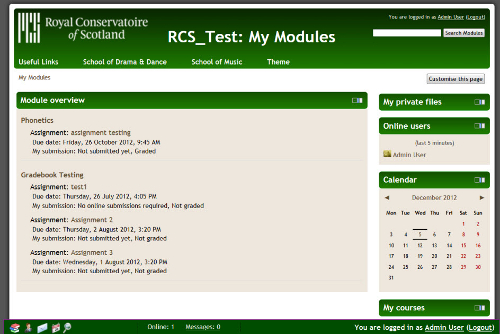 Royal Conservatoire
of Scotland
RCS_Test: My Modules
You are logged in as Admin User (Logout)
Search Modules
Useful Links School of Drama & Dance School of Music Theme
My Modules
Customise this page
Module overview
Phonetics
Assignment: assignment testing
Due date: Friday, 26 October 2012, 9:45 AM
My submission: Not submitted yet, Graded
Gradebook Testing
Assignment: test1
Due date: Thursday, 26 July 2012, 4:05 PM
My submission: No online submissions required, Not graded
Assignment: Assignment 2
Due date: Thursday, 2 August 2012, 3:20 PM
My submission: Not submitted yet, Not graded
Assignment: Assignment 3
Due date: Wednesday, 1 August 2012, 3:20 PM
My submission: Not submitted yet, Not graded
My private files
Online users
(last 5 minutes)
Admin User
Calendar
◄ December 2012 ►
Mon Tue Wed Thu Fri Sat Sun
1 2
3 4 5 6 7 8 9
10 11 12 13 14 15 16
17 18 19 20 21 22 23
24 25 26 27 28 29 30
31
My courses
Online: 1 Messages: 0
You are logged in as Admin User (Logout)